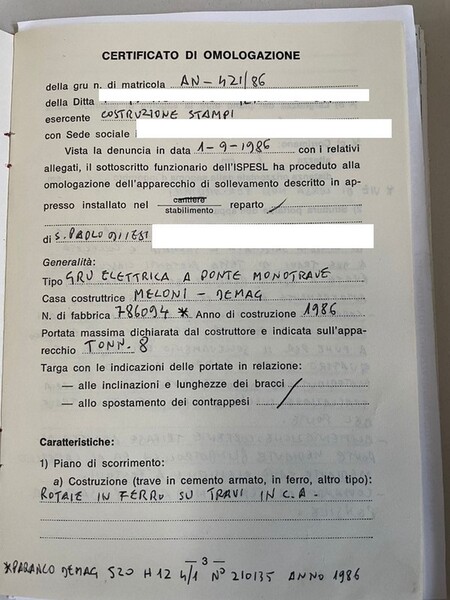 CERTIFICATO DI OMOLOGAZIONE
della gru n. di matricola AN-421/86
della Ditta
esercente COSTRUZIONE STAMPI
con Sede sociale
Vista la denuncia in data 1-9-1986 con i relativi
allegati, il sottoscritto funzionario dell'ISPESL ha proceduto alla
omologazione dell'apparecchio di sollevamento descritto in ap-
presso installato nel cantiere reparto
stabilimento
di S. PAOLO DI JESI
Generalità:
Tipo GRU ELETTRICA A PONTE MONOTRAVE
Casa costruttrice MELONI - DEMAG
N. di fabbrica 786094 * Anno di costruzione 1986
Portata massima dichiarata dal costruttore e indicata sull'appa-
recchio TONN. 8
Targa con le indicazioni delle portate in relazione:
— alle inclinazioni e lunghezze dei bracci
— allo spostamento dei contrappesi
Caratteristiche:
1) Piano di scorrimento:
a) Costruzione (trave in cemento armato, in ferro, altro tipo):
ROTAIE IN FERRO SU TRAVI IN C.A.
— 3 —
*PARANCO DEMAG 520 H12 4/1 N° 210135 ANNO 1986